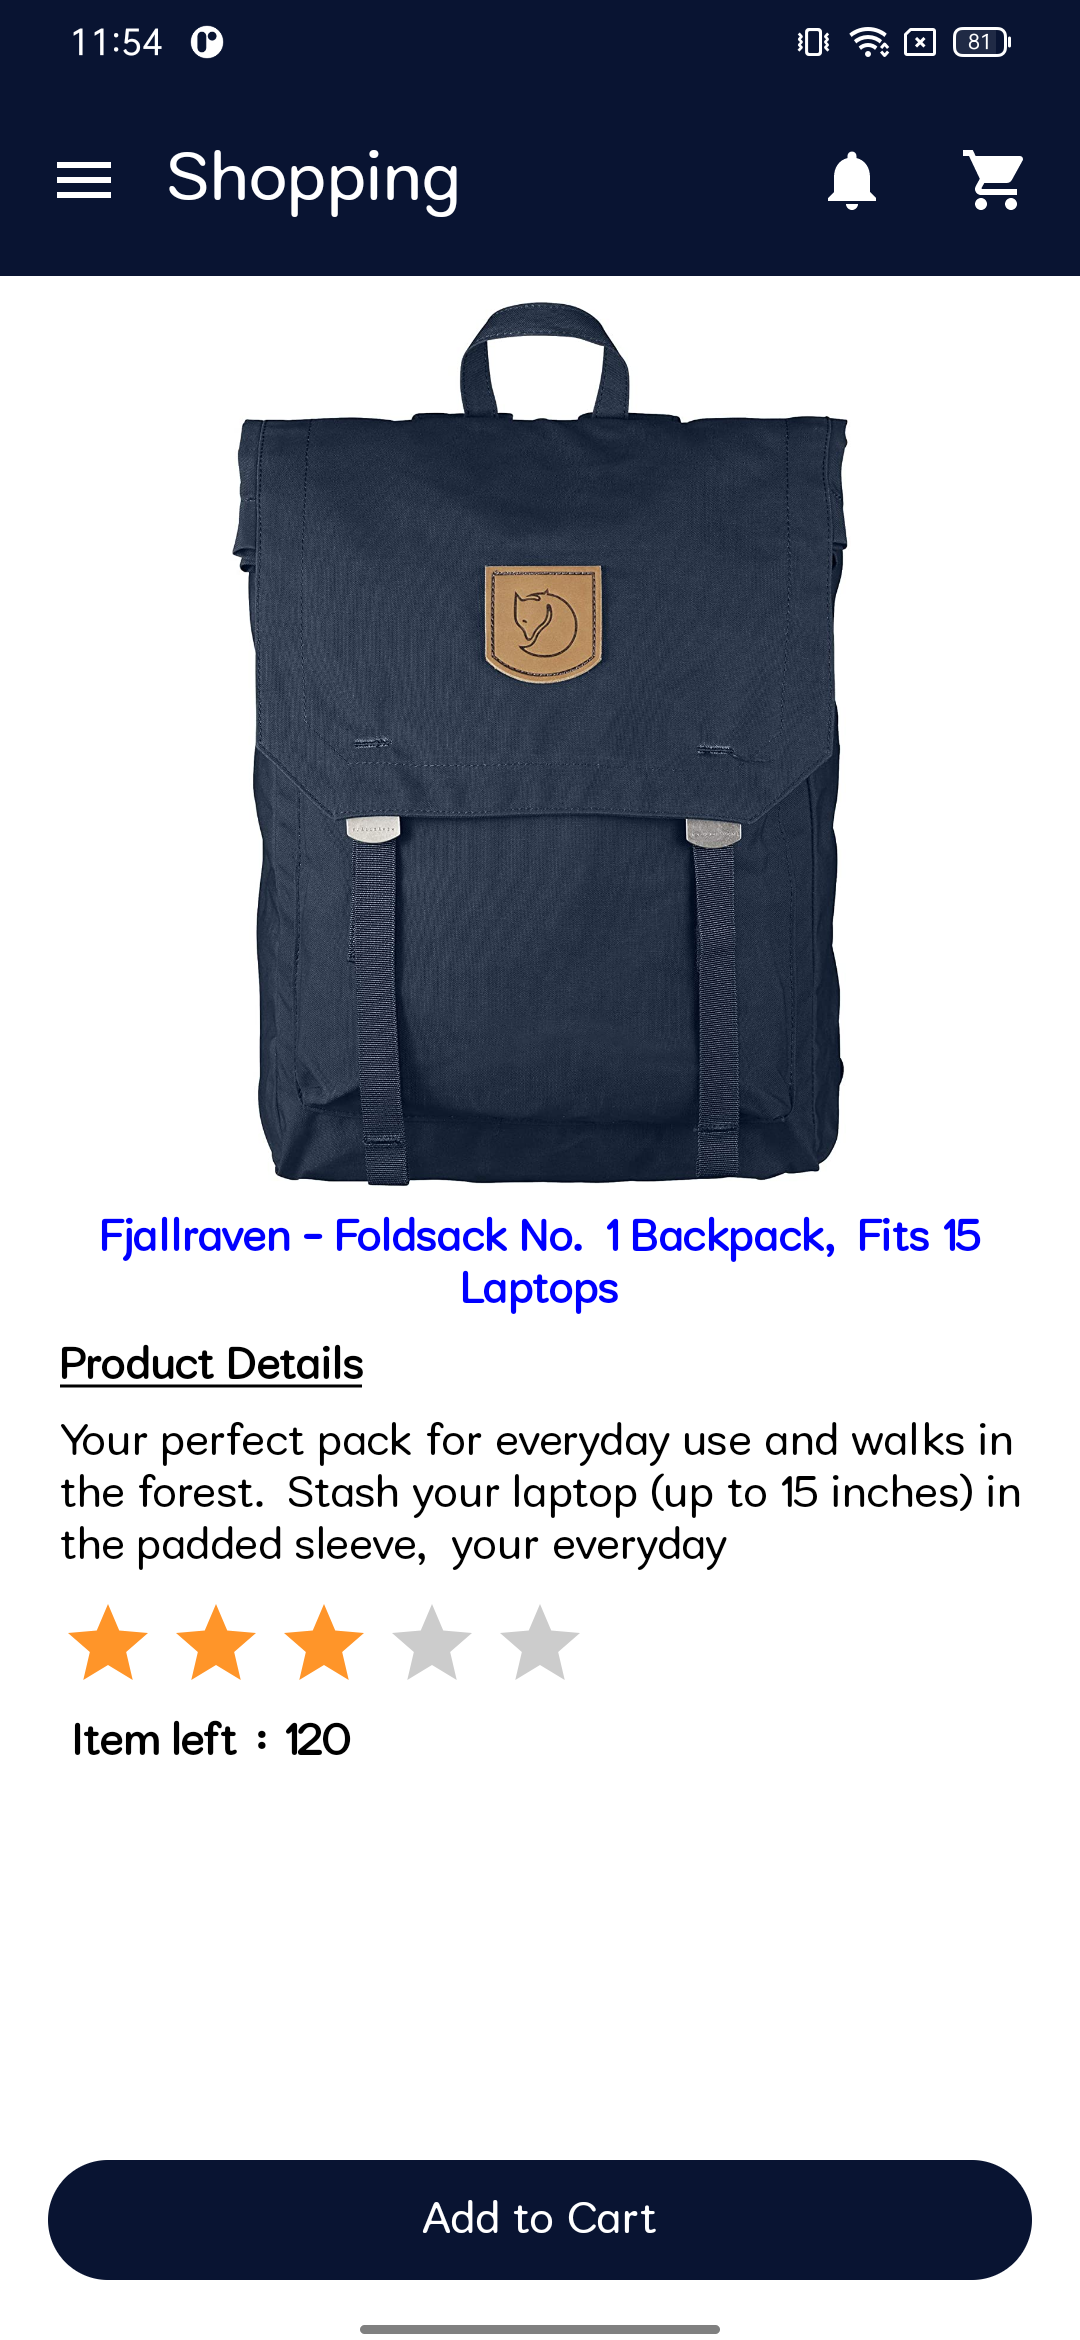 11:54
81
Shopping
Fjallraven - Foldsack No. 1 Backpack, Fits 15
Laptops
Product Details
Your perfect pack for everyday use and walks in
the forest. Stash your laptop (up to 15 inches) in
the padded sleeve, your everyday
Item left : 120
Add to Cart